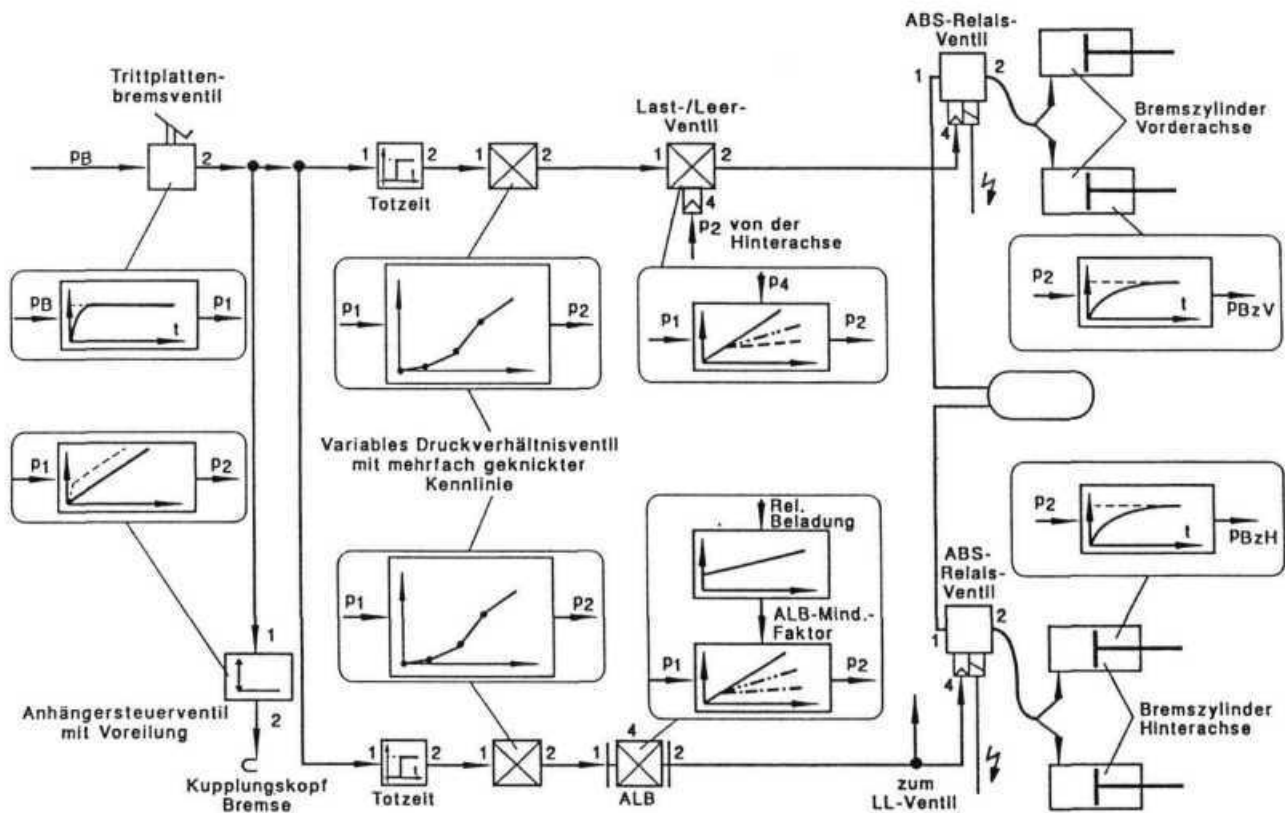 ABS-Relais-
Ventil
1
2
4
Bremszylinder
Vorderachse
Trittplatten-
bremsventil
PB
2
1
2
t
Totzeit
1
2
Last-/Leer-
Ventil
1
2
4
P2
von der
Hinterachse
PB
t
P1
P1
P2
P4
P1
P2
P2
t
PBzV
P1
P2
Variables Druckverhältnisventil
mit mehrfach geknickter
Kennlinie
Rel.
Beladung
ALB-Mind.-
Faktor
P1
P2
P1
P2
P2
t
PBzH
ABS-
Relais-
Ventil
1
2
4
Bremszylinder
Hinterachse
1
2
Anhängersteuerventil
mit Voreilung
Kupplungskopf
Bremse
1
2
t
Totzeit
1
2
1
4
2
ALB
zum
LL-Ventil